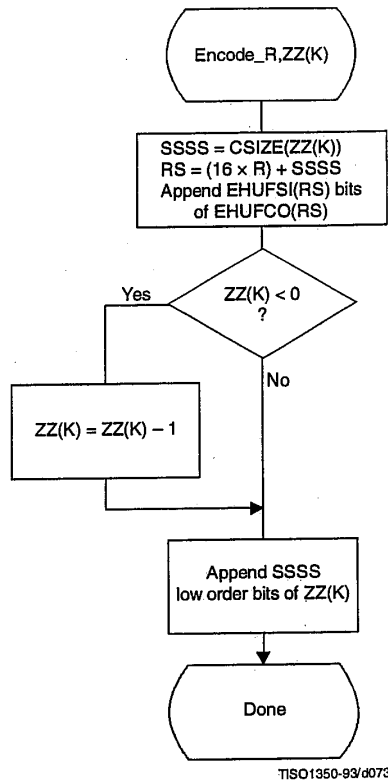 Encode_R,ZZ(K)
SSSS = CSIZE(ZZ(K))
RS = (16 × R) + SSSS
Append EHUFSI(RS) bits
of EHUFCO(RS)
ZZ(K) < 0
?
Yes
No
ZZ(K) = ZZ(K) – 1
Append SSSS
low order bits of ZZ(K)
Done
TISO1350-93/d073